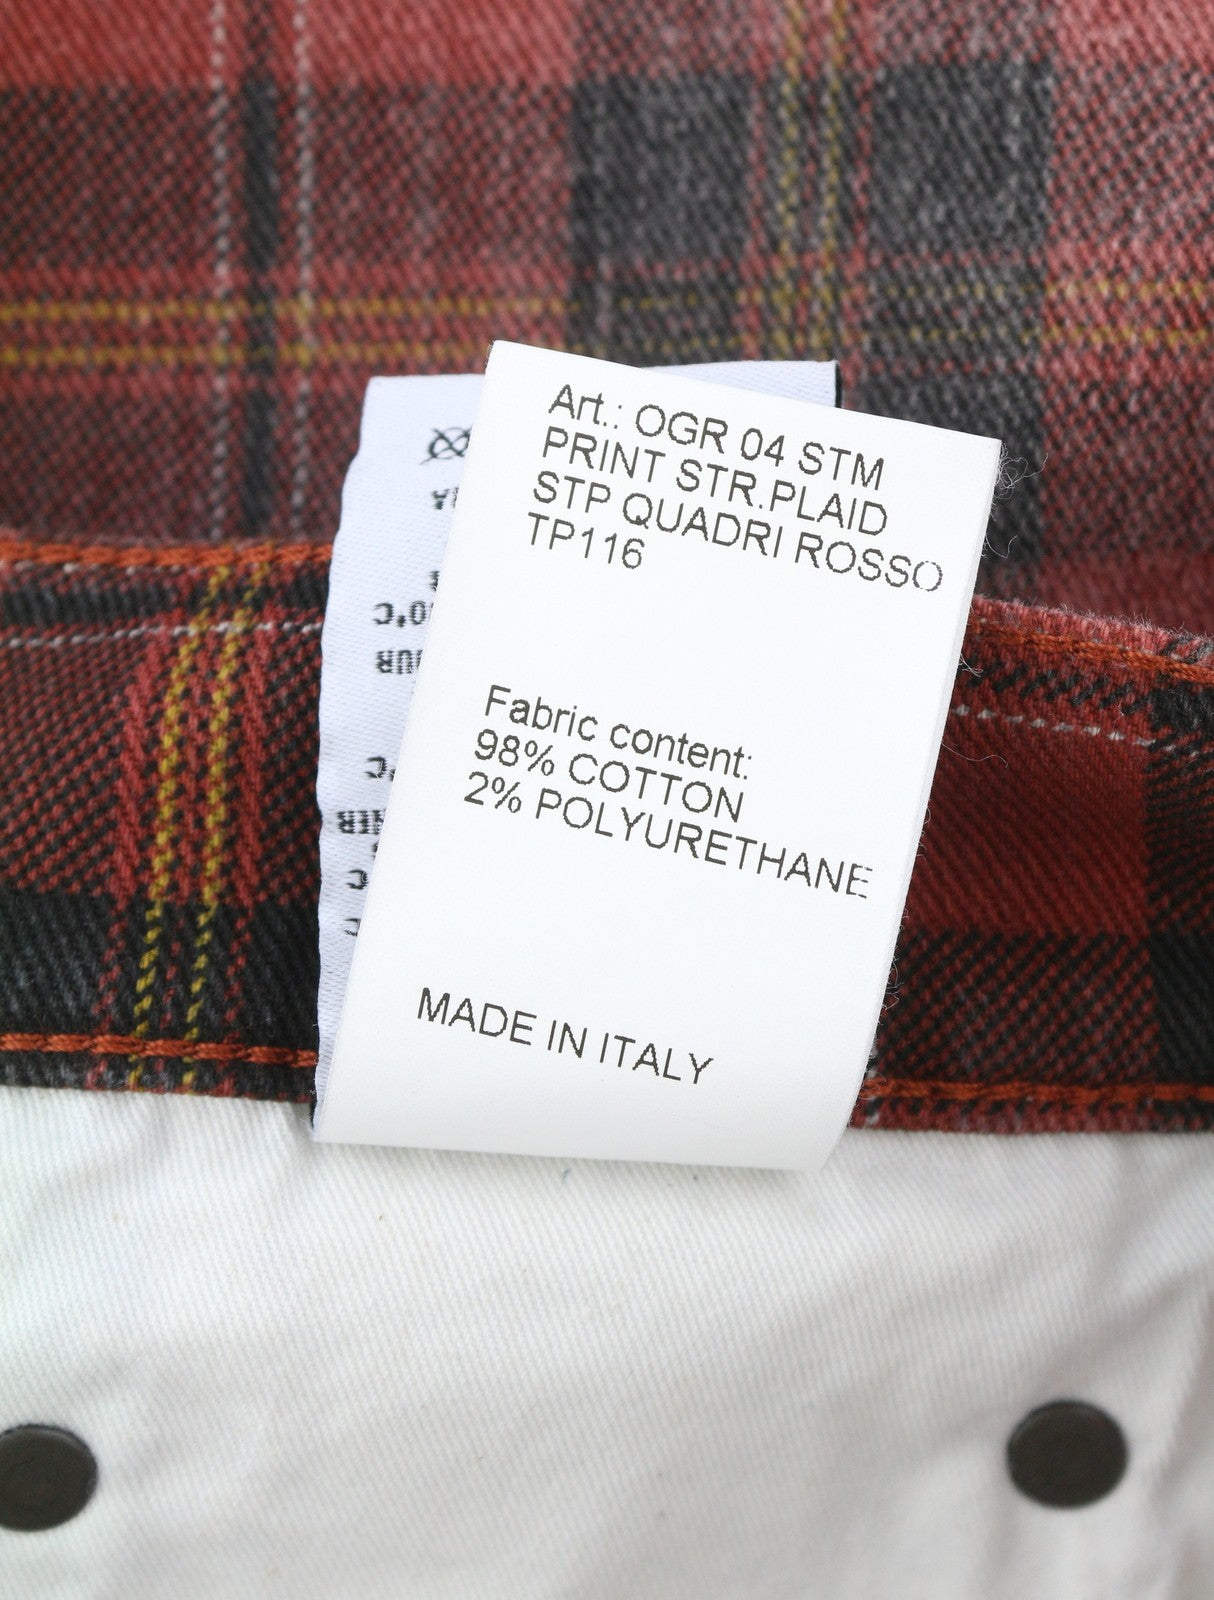 Art.: OGR 04 STM
PRINT STR.PLAID
STP QUADRI ROSSO
TP116
Fabric content:
98% COTTON
2% POLYURETHANE
MADE IN ITALY